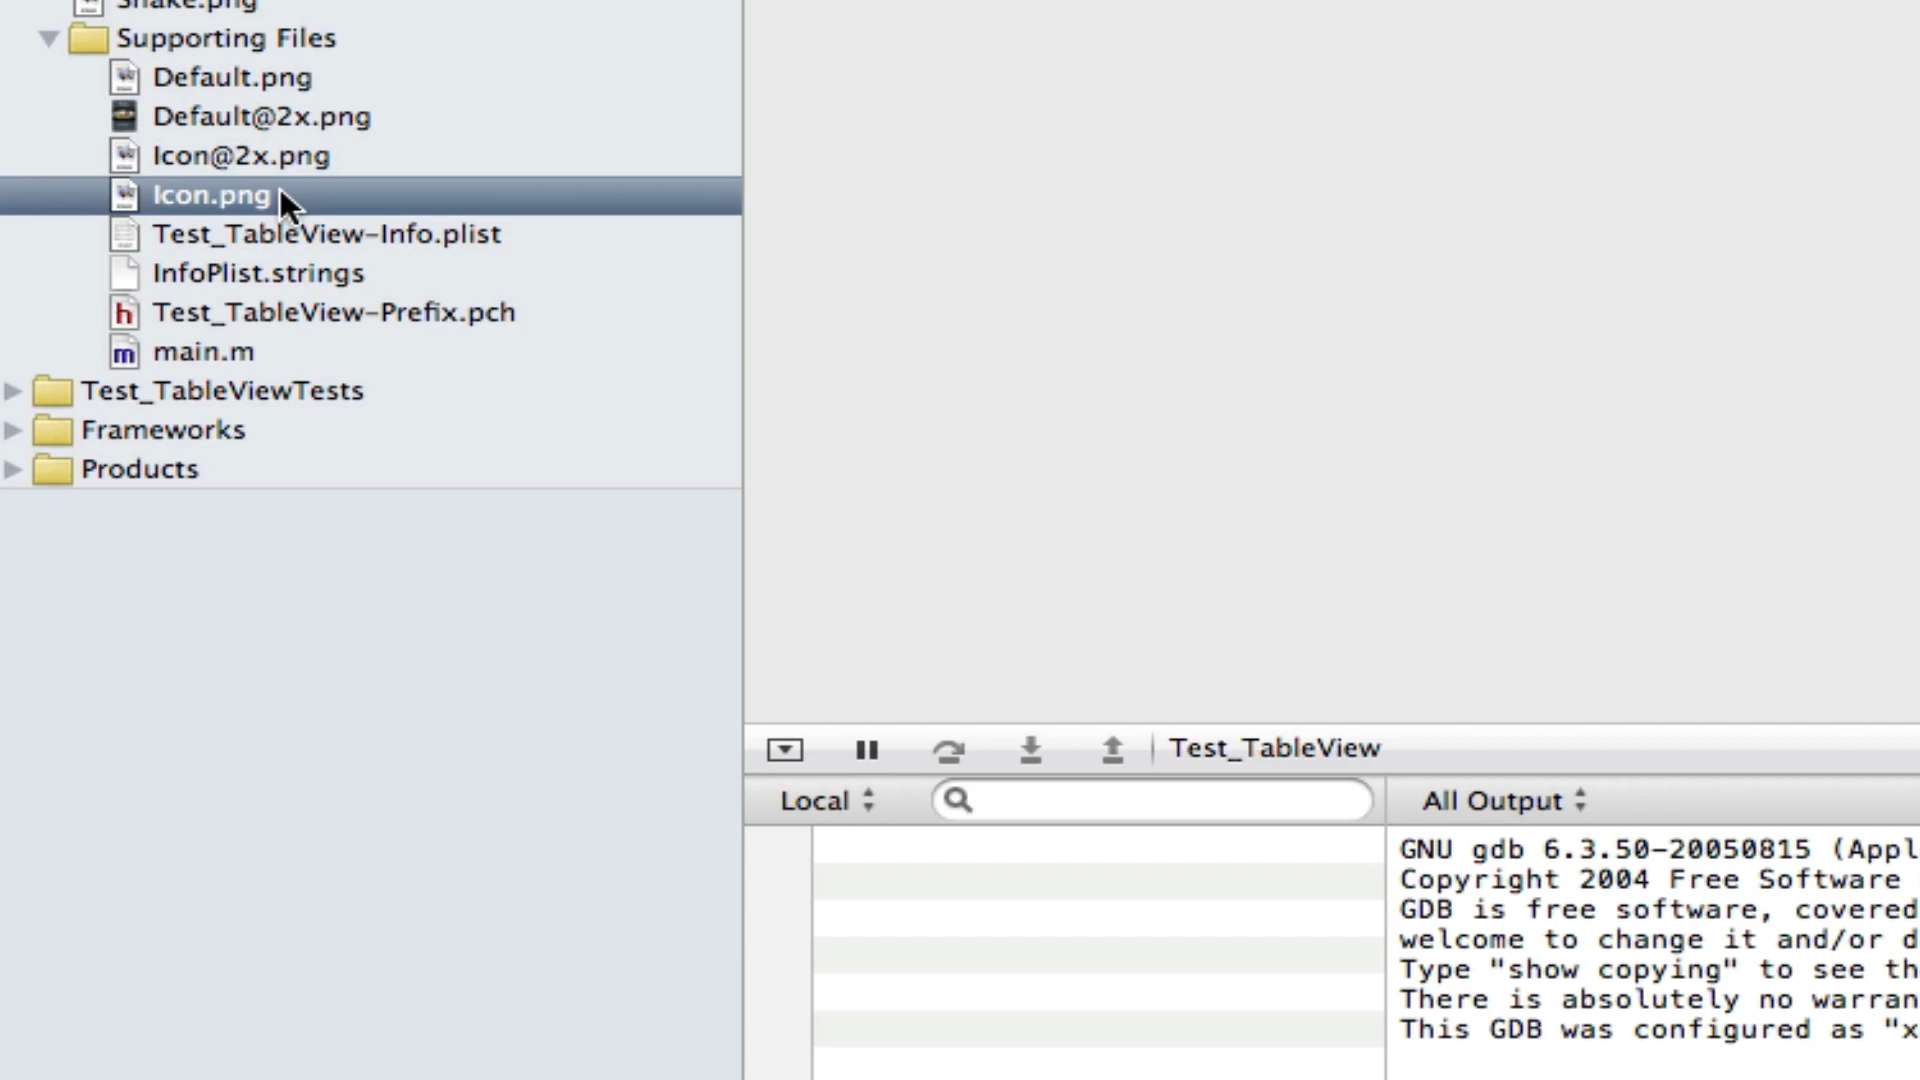 Snake.png
Supporting Files
Default.png
Default@2x.png
Icon@2x.png
Icon.png
Test_TableView-Info.plist
InfoPlist.strings
Test_TableView-Prefix.pch
main.m
Test_TableViewTests
Frameworks
Products
Test_TableView
Local
All Output
GNU gdb 6.3.50-20050815 (Appl
Copyright 2004 Free Software
GDB is free software, covered
welcome to change it and/or d
Type "show copying" to see th
There is absolutely no warran
This GDB was configured as "x